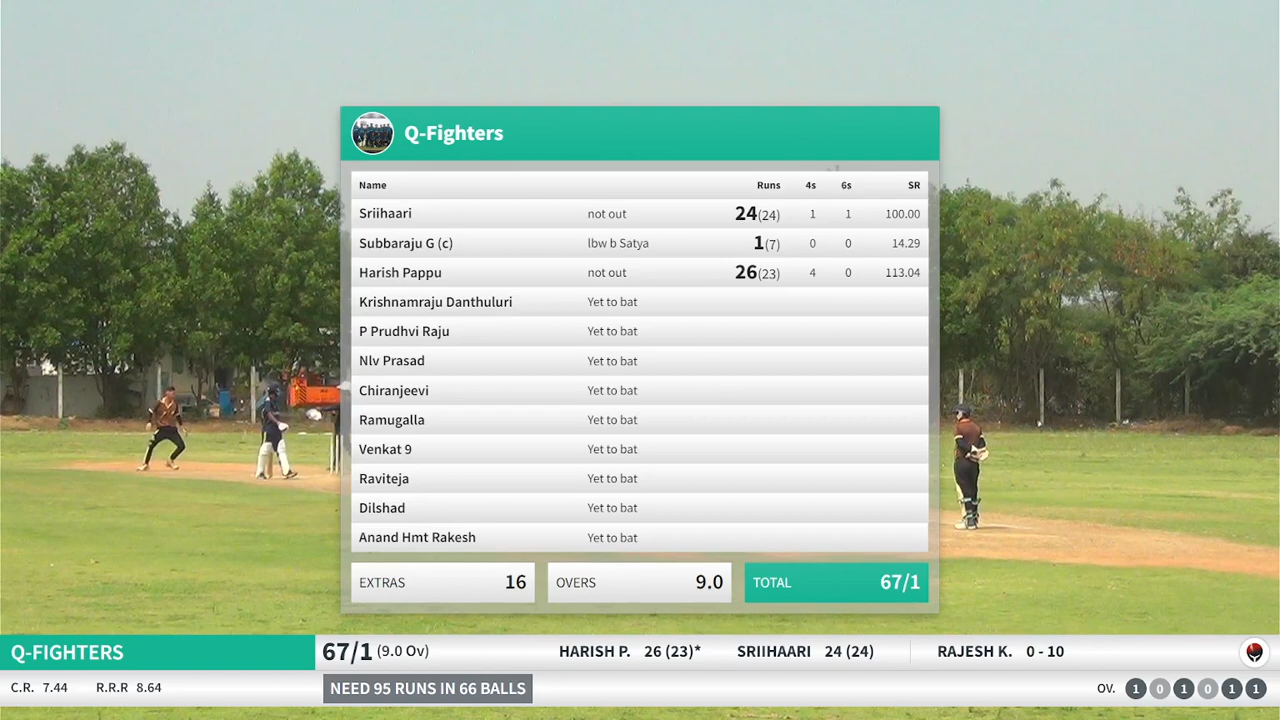 Q-Fighters
Name Runs 4s 6s SR
Sriihaari not out 24(24) 1 1 100.00
Subbaraju G (c) lbw b Satya 1(7) 0 0 14.29
Harish Pappu not out 26(23) 4 0 113.04
Krishnamraju Danthuluri Yet to bat
P Prudhvi Raju Yet to bat
Nlv Prasad Yet to bat
Chiranjeevi Yet to bat
Ramugalla Yet to bat
Venkat 9 Yet to bat
Raviteja Yet to bat
Dilshad Yet to bat
Anand Hmt Rakesh Yet to bat
EXTRAS 16 OVERS 9.0 TOTAL 67/1
Q-FIGHTERS 67/1 (9.0 Ov) HARISH P. 26 (23)* SRIIHAARI 24 (24) RAJESH K. 0 - 10
C.R. 7.44 R.R.R 8.64 NEED 95 RUNS IN 66 BALLS OV. 1 0 1 0 1 1